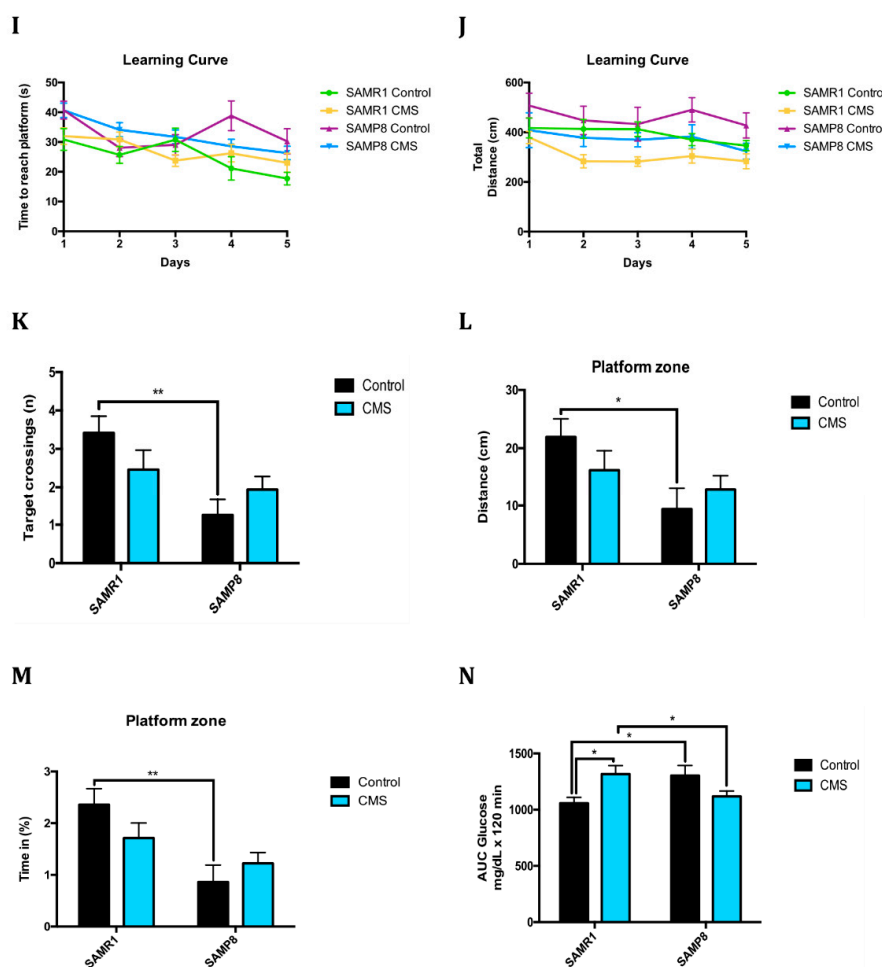 I
Learning Curve
Time to reach platform (s)
50
40
30
20
10
0
1 2 3 4 5
Days
SAMR1 Control
SAMR1 CMS
SAMP8 Control
SAMP8 CMS
J
Learning Curve
Total
Distance (cm)
600
400
200
0
1 2 3 4 5
Days
SAMR1 Control
SAMR1 CMS
SAMP8 Control
SAMP8 CMS
K
Target crossings (n)
5
4
3
2
1
0
**
SAMR1 SAMP8
Control
CMS
L
Platform zone
Distance (cm)
30
20
10
0
*
SAMR1 SAMP8
Control
CMS
M
Platform zone
Time in (%)
3
2
1
0
**
SAMR1 SAMP8
Control
CMS
N
AUC Glucose
mg/dL x 120 min
1500
1000
500
0
*
*
*
SAMR1 SAMP8
Control
CMS